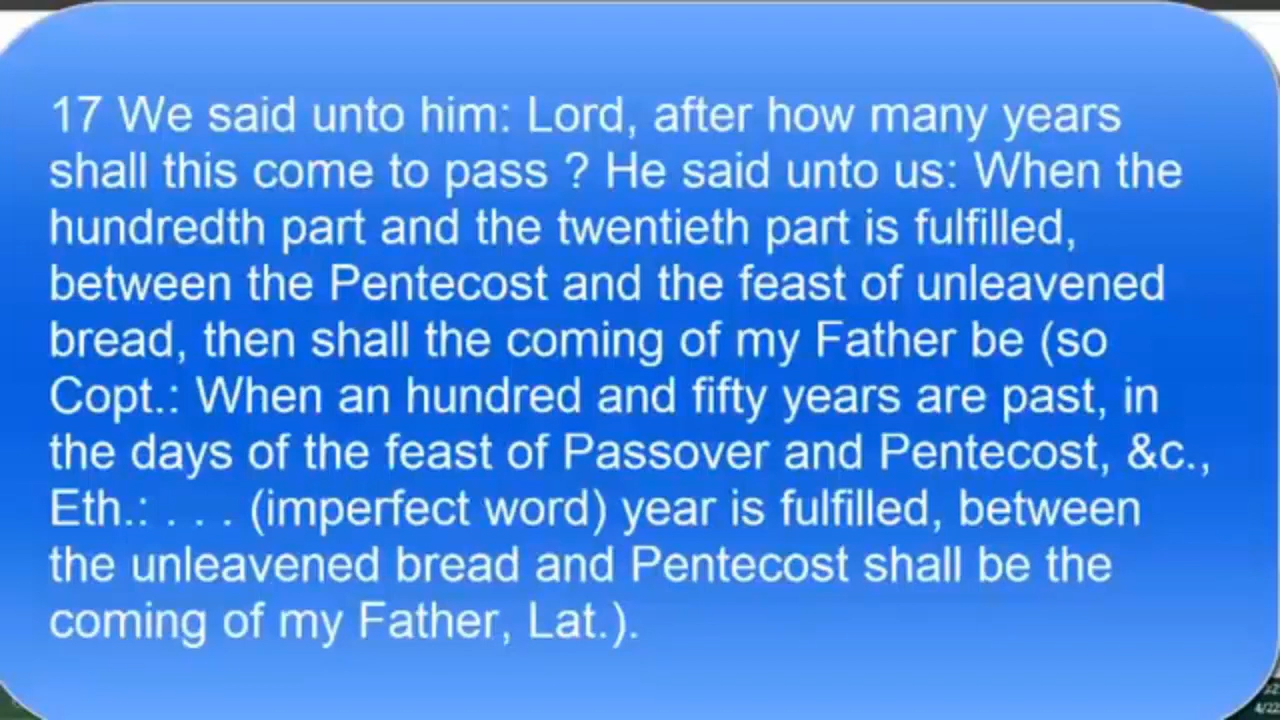 17 We said unto him: Lord, after how many years
shall this come to pass ? He said unto us: When the
hundredth part and the twentieth part is fulfilled,
between the Pentecost and the feast of unleavened
bread, then shall the coming of my Father be (so
Copt.: When an hundred and fifty years are past, in
the days of the feast of Passover and Pentecost, &c.,
Eth.: . . . (imperfect word) year is fulfilled, between
the unleavened bread and Pentecost shall be the
coming of my Father, Lat.).